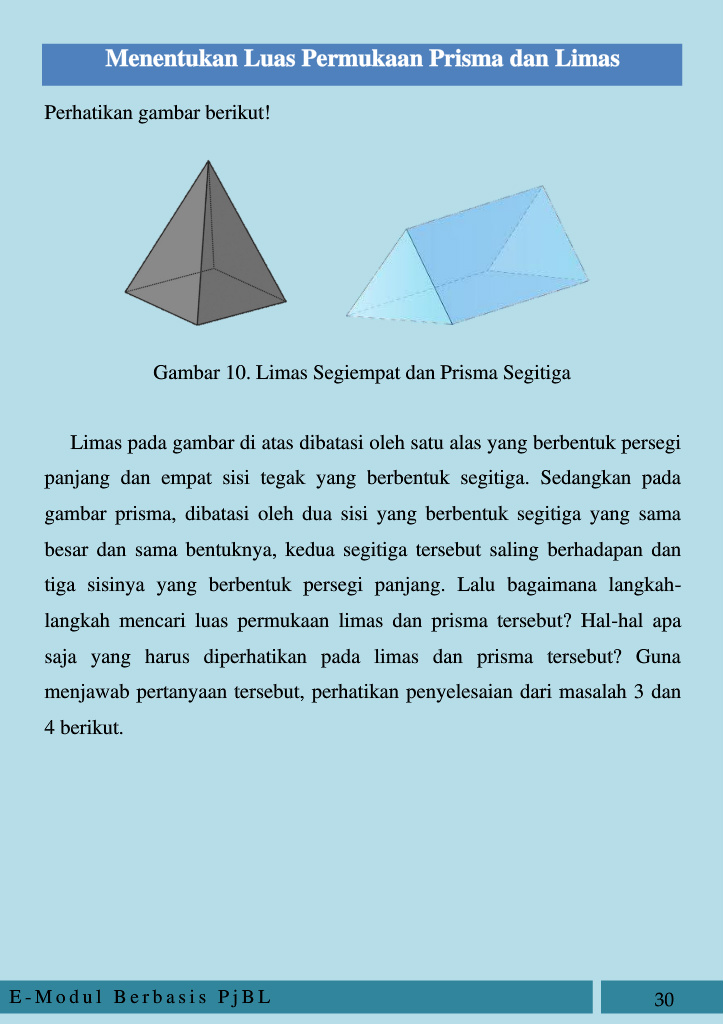 Menentukan Luas Permukaan Prisma dan Limas
Perhatikan gambar berikut!
Gambar 10. Limas Segiempat dan Prisma Segitiga
Limas pada gambar di atas dibatasi oleh satu alas yang berbentuk persegi
panjang dan empat sisi tegak yang berbentuk segitiga. Sedangkan pada
gambar prisma, dibatasi oleh dua sisi yang berbentuk segitiga yang sama
besar dan sama bentuknya, kedua segitiga tersebut saling berhadapan dan
tiga sisinya yang berbentuk persegi panjang. Lalu bagaimana langkah-
langkah mencari luas permukaan limas dan prisma tersebut? Hal-hal apa
saja yang harus diperhatikan pada limas dan prisma tersebut? Guna
menjawab pertanyaan tersebut, perhatikan penyelesaian dari masalah 3 dan
4 berikut.
E-Modul Berbasis PjBL
30